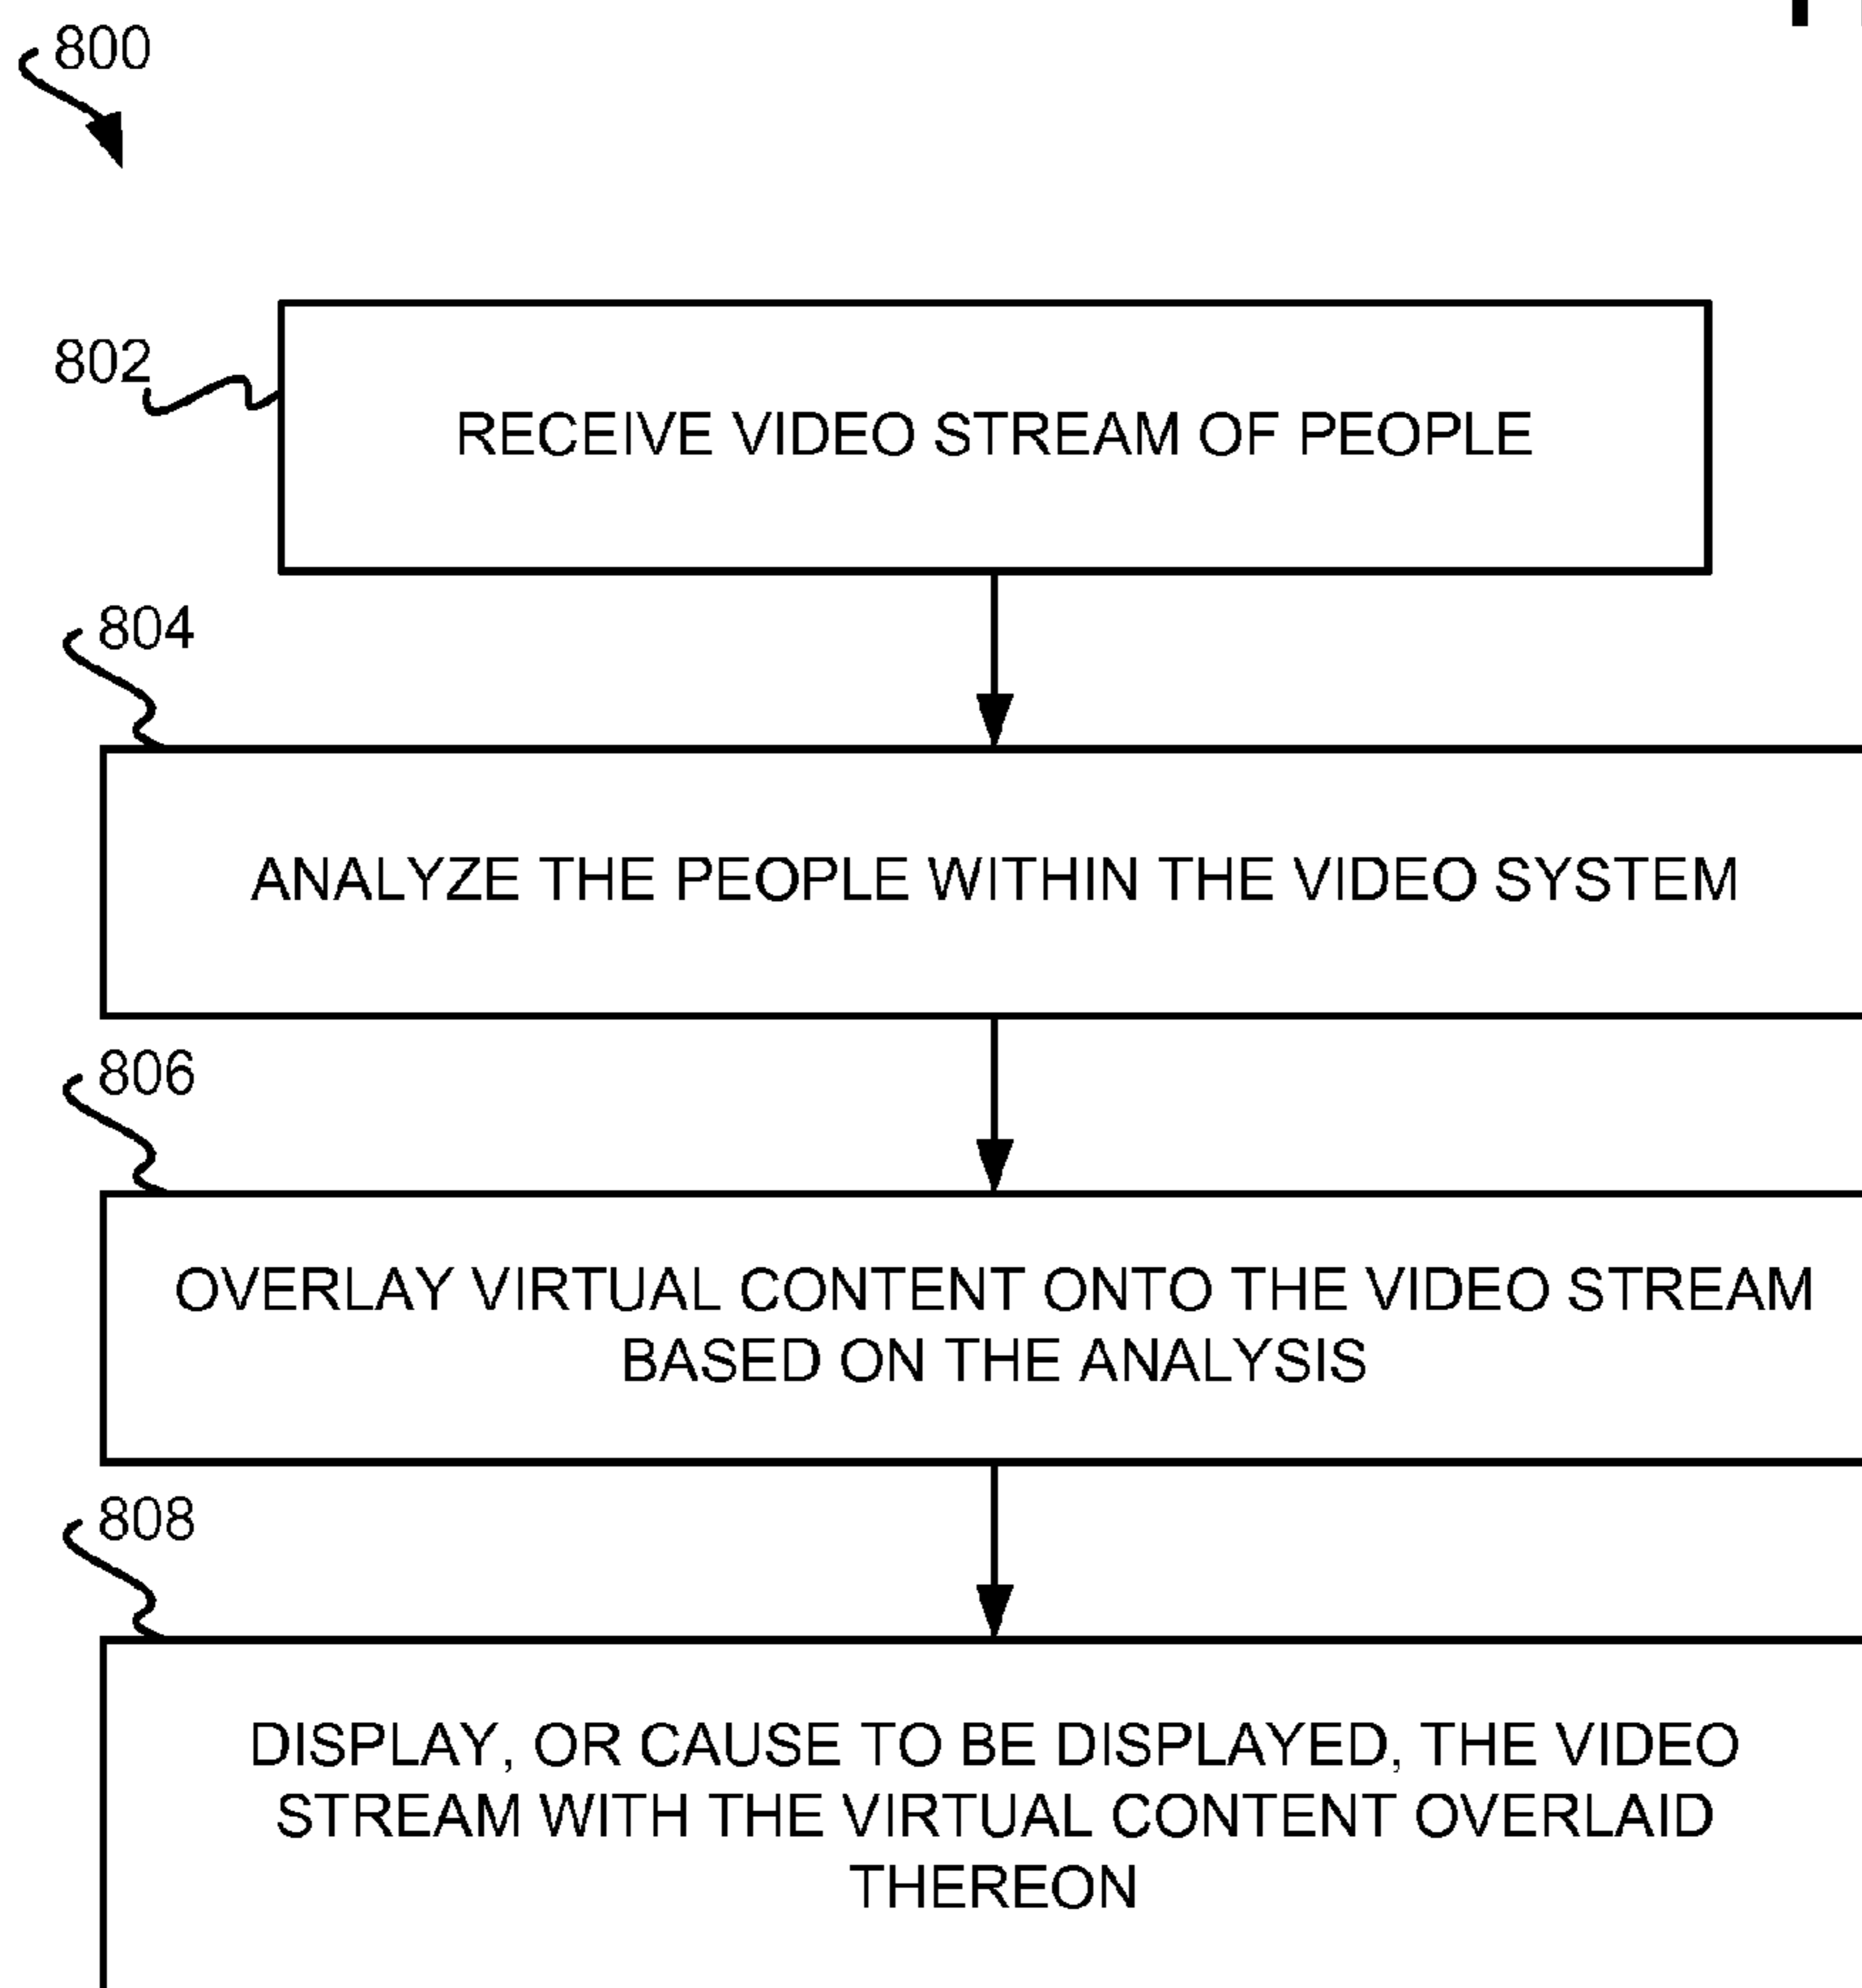 800
802
RECEIVE VIDEO STREAM OF PEOPLE
804
ANALYZE THE PEOPLE WITHIN THE VIDEO SYSTEM
806
OVERLAY VIRTUAL CONTENT ONTO THE VIDEO STREAM
BASED ON THE ANALYSIS
808
DISPLAY, OR CAUSE TO BE DISPLAYED, THE VIDEO
STREAM WITH THE VIRTUAL CONTENT OVERLAID
THEREON